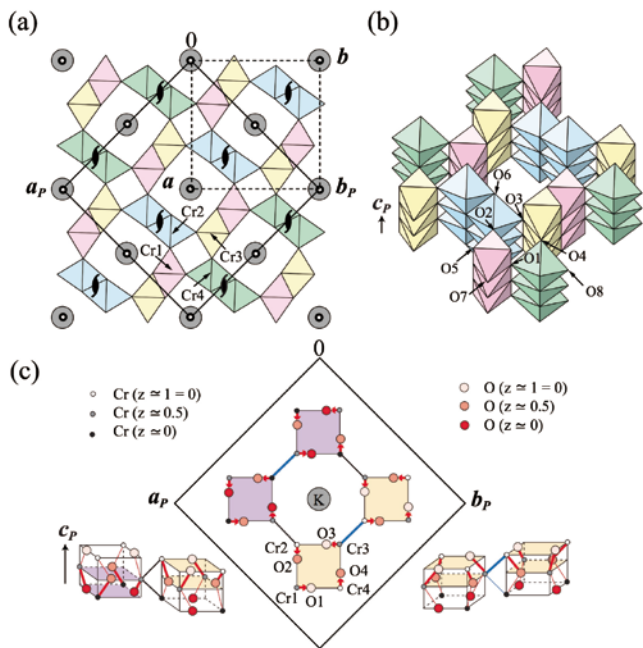 (a)
0
b
a_P
a
b_P
Cr2
Cr1
Cr3
Cr4
(b)
c_P
O6
O3
O2
O5
O1
O4
O7
O8
(c)
0
Cr (z ≃ 1 = 0)
Cr (z ≃ 0.5)
Cr (z ≃ 0)
O (z ≃ 1 = 0)
O (z ≃ 0.5)
O (z ≃ 0)
a_P
K
b_P
c_P
Cr2
O3
Cr3
O2
O4
Cr1
O1
Cr4